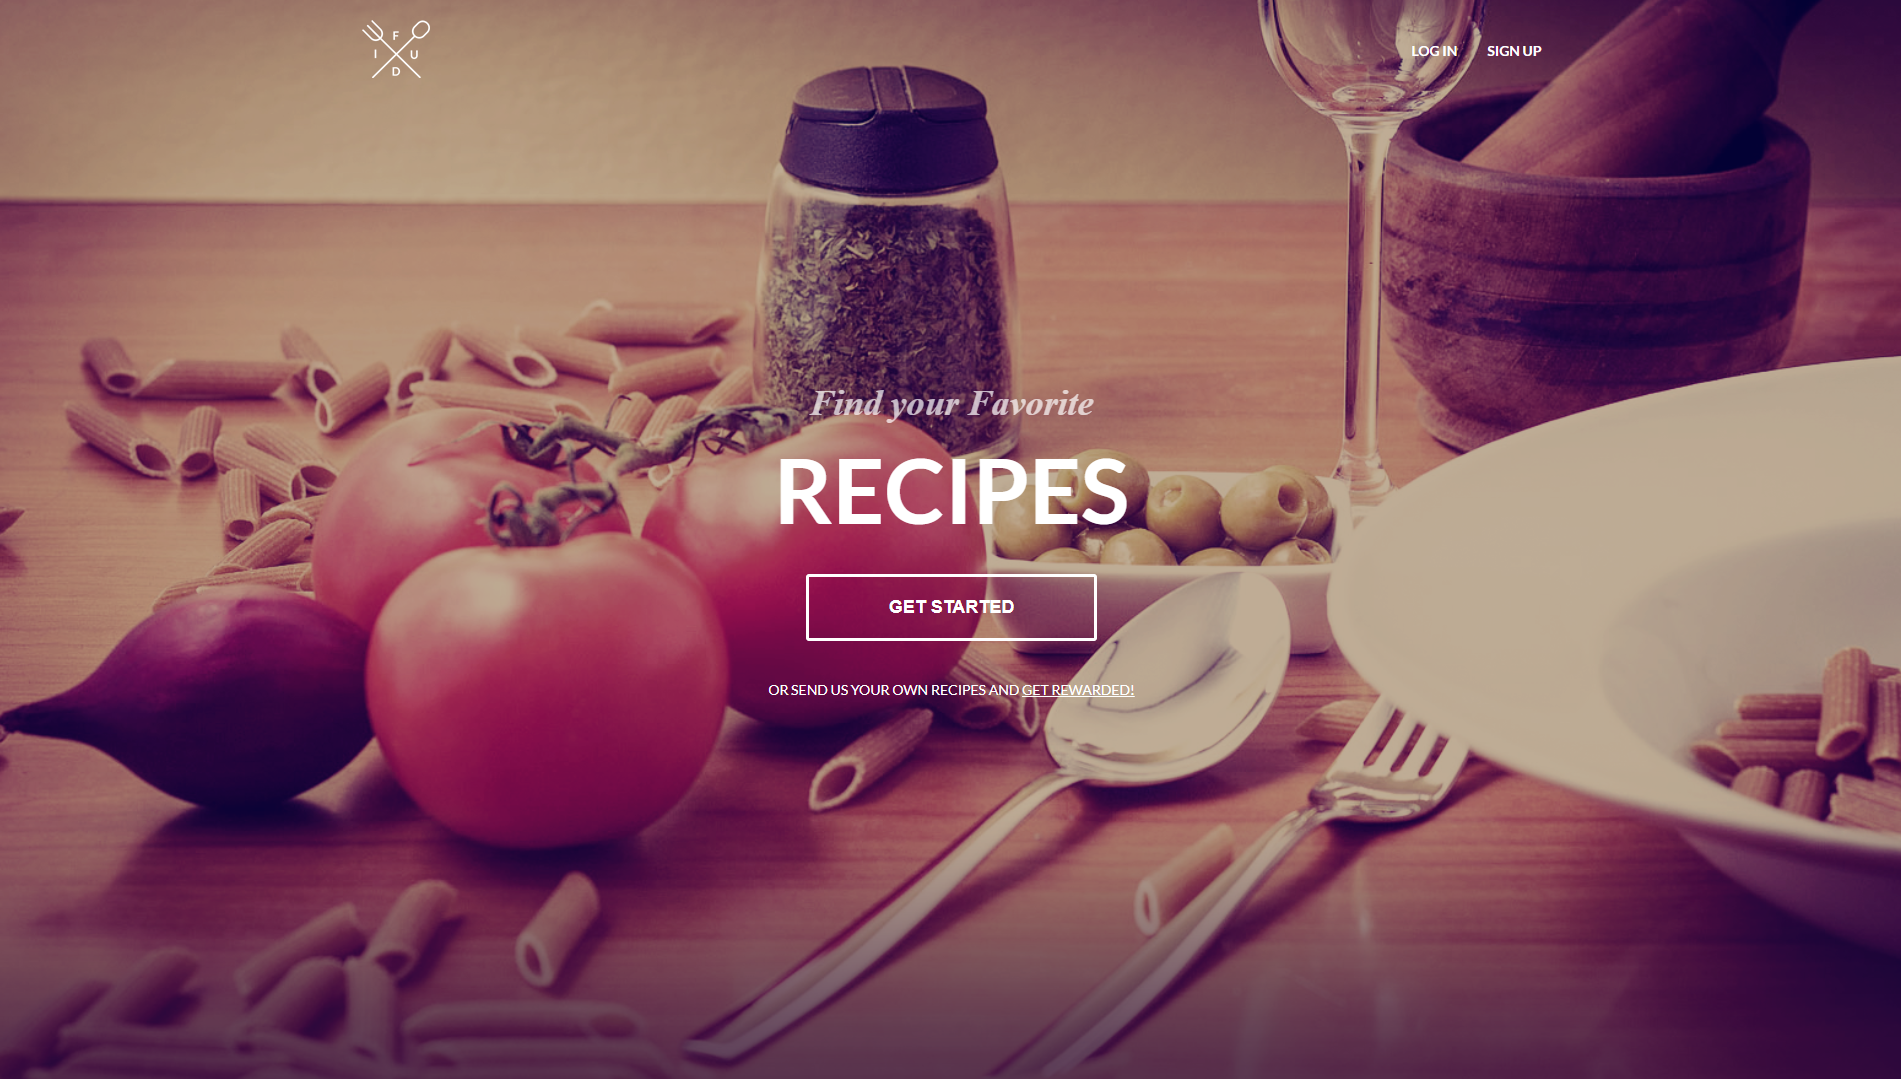 F
I U
D
LOG IN SIGN UP
Find your Favorite
RECIPES
GET STARTED
OR SEND US YOUR OWN RECIPES AND GET REWARDED!